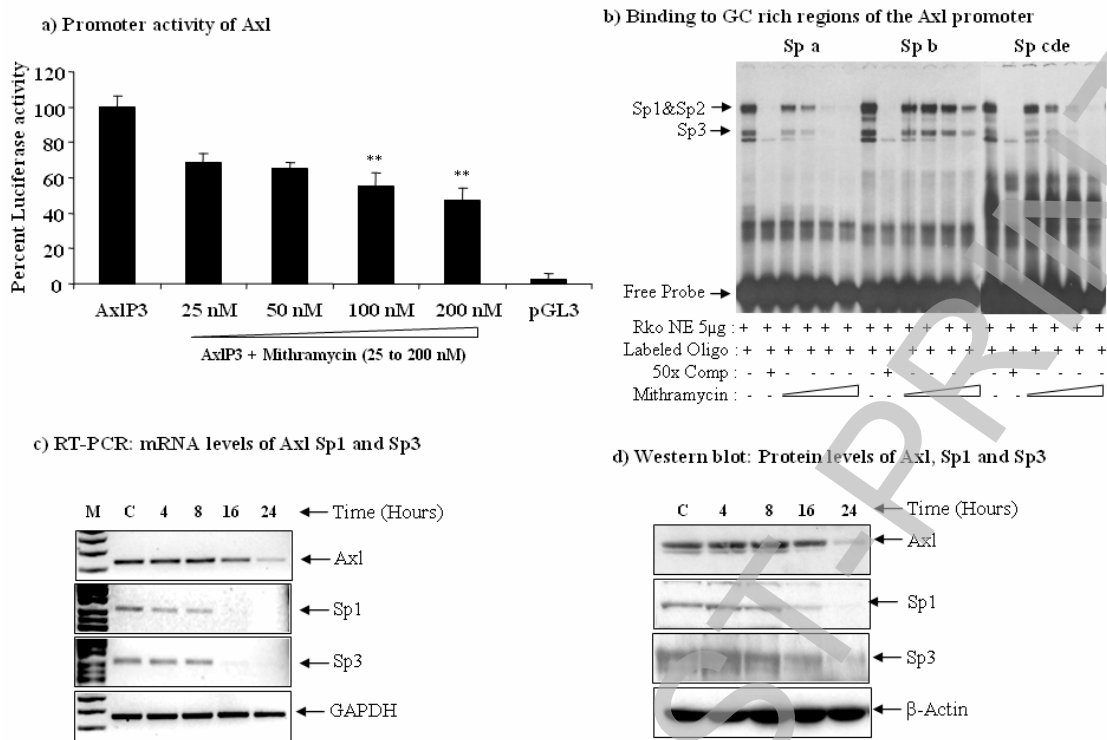 a) Promoter activity of Axl
Percent Luciferase activity
120
100
80
60
40
20
0
** **
AxlP3 25 nM 50 nM 100 nM 200 nM pGL3
AxlP3 + Mithramycin (25 to 200 nM)
b) Binding to GC rich regions of the Axl promoter
Sp a Sp b Sp cde
Sp1&Sp2
Sp3
Free Probe
Rko NE 5µg : + + + + + + + + + + + + + + + + + +
Labeled Oligo : + + + + + + + + + + + + + + + + + +
50x Comp : - + - - - - - + - - - - - + - - - -
Mithramycin : - - - - - -
c) RT-PCR: mRNA levels of Axl Sp1 and Sp3
M C 4 8 16 24 Time (Hours)
Axl
Sp1
Sp3
GAPDH
d) Western blot: Protein levels of Axl, Sp1 and Sp3
C 4 8 16 24 Time (Hours)
Axl
Sp1
Sp3
β-Actin
ST-PRINT